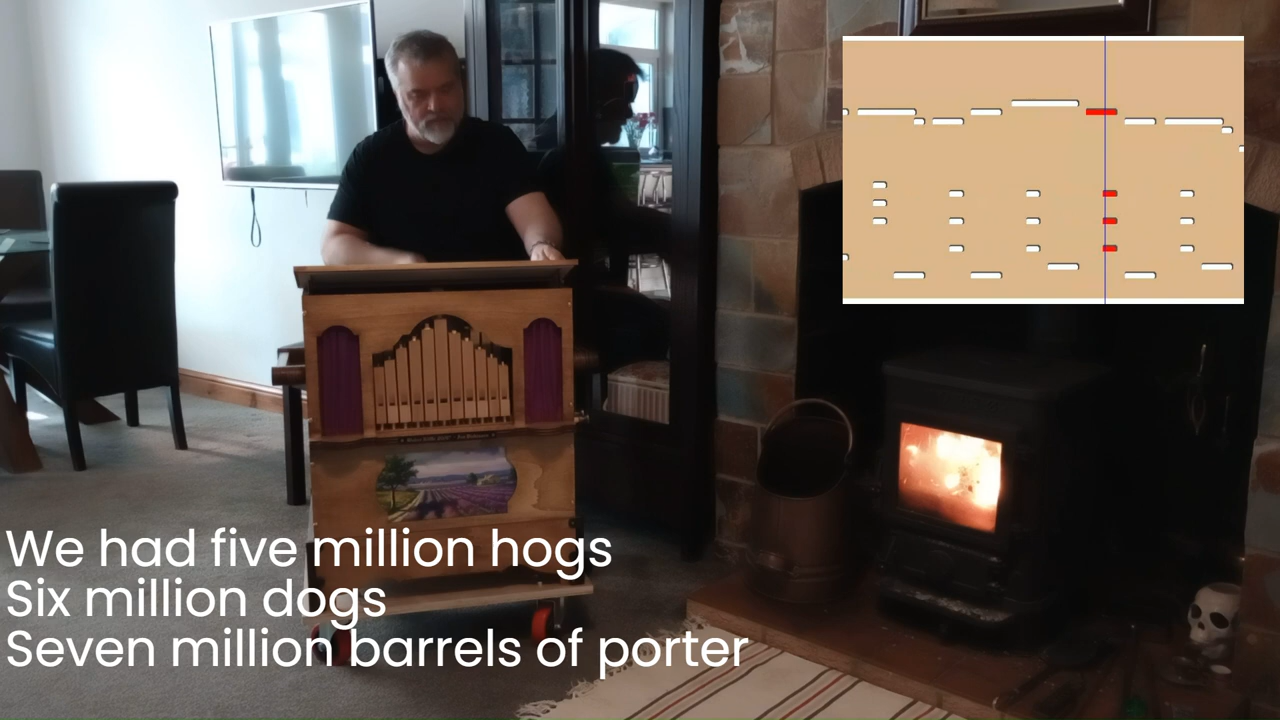 We had five million hogs
Six million dogs
Seven million barrels of porter